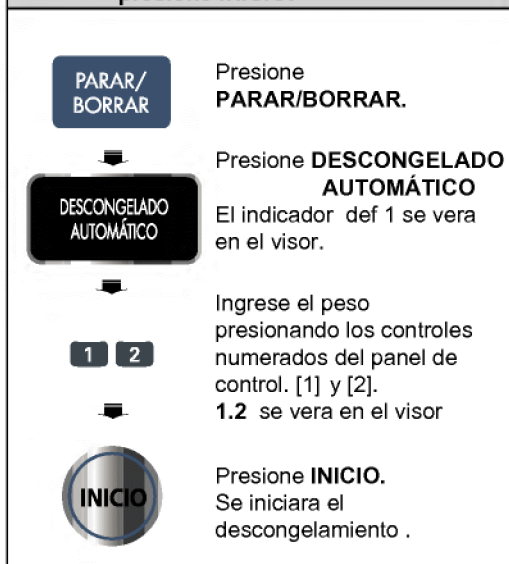 PARAR/
BORRAR
Presione
PARAR/BORRAR.
DESCONGELADO
AUTOMÁTICO
Presione DESCONGELADO
AUTOMÁTICO
El indicador def 1 se vera
en el visor.
1 2
Ingrese el peso
presionando los controles
numerados del panel de
control. [1] y [2].
1.2 se vera en el visor
INICIO
Presione INICIO.
Se iniciara el
descongelamiento .